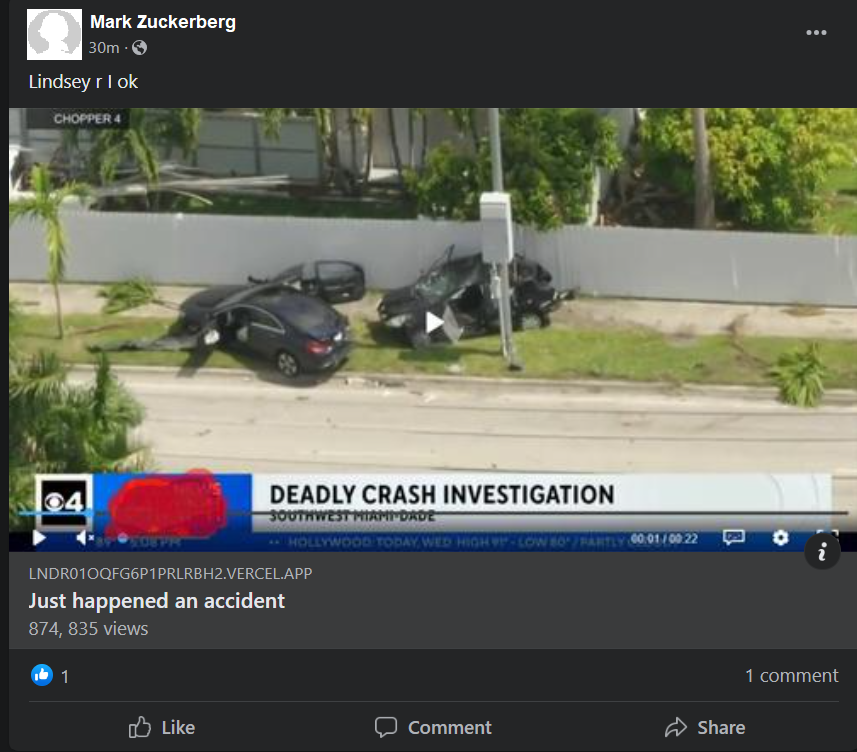 Mark Zuckerberg
30m ·
Lindsey r I ok
CHOPPER 4
4
NEWS
DEADLY CRASH INVESTIGATION
SOUTHWEST MIAMI-DADE
89° 5:08 PM
HOLLYWOOD: TODAY, WED HIGH 91° - LOW 80° / PARTLY
00:01 / 00:22
LNDR01OQFG6P1PRLRBH2.VERCEL.APP
Just happened an accident
874, 835 views
1
1 comment
Like
Comment
Share